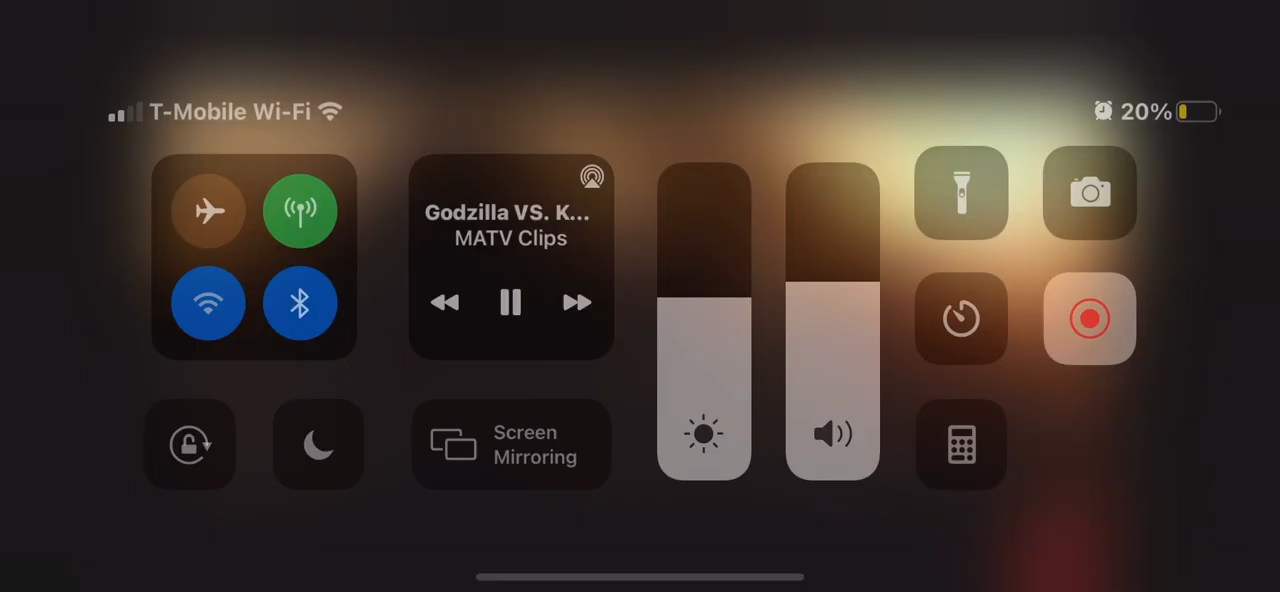 T-Mobile Wi-Fi
20%
Godzilla VS. K...
MATV Clips
Screen
Mirroring